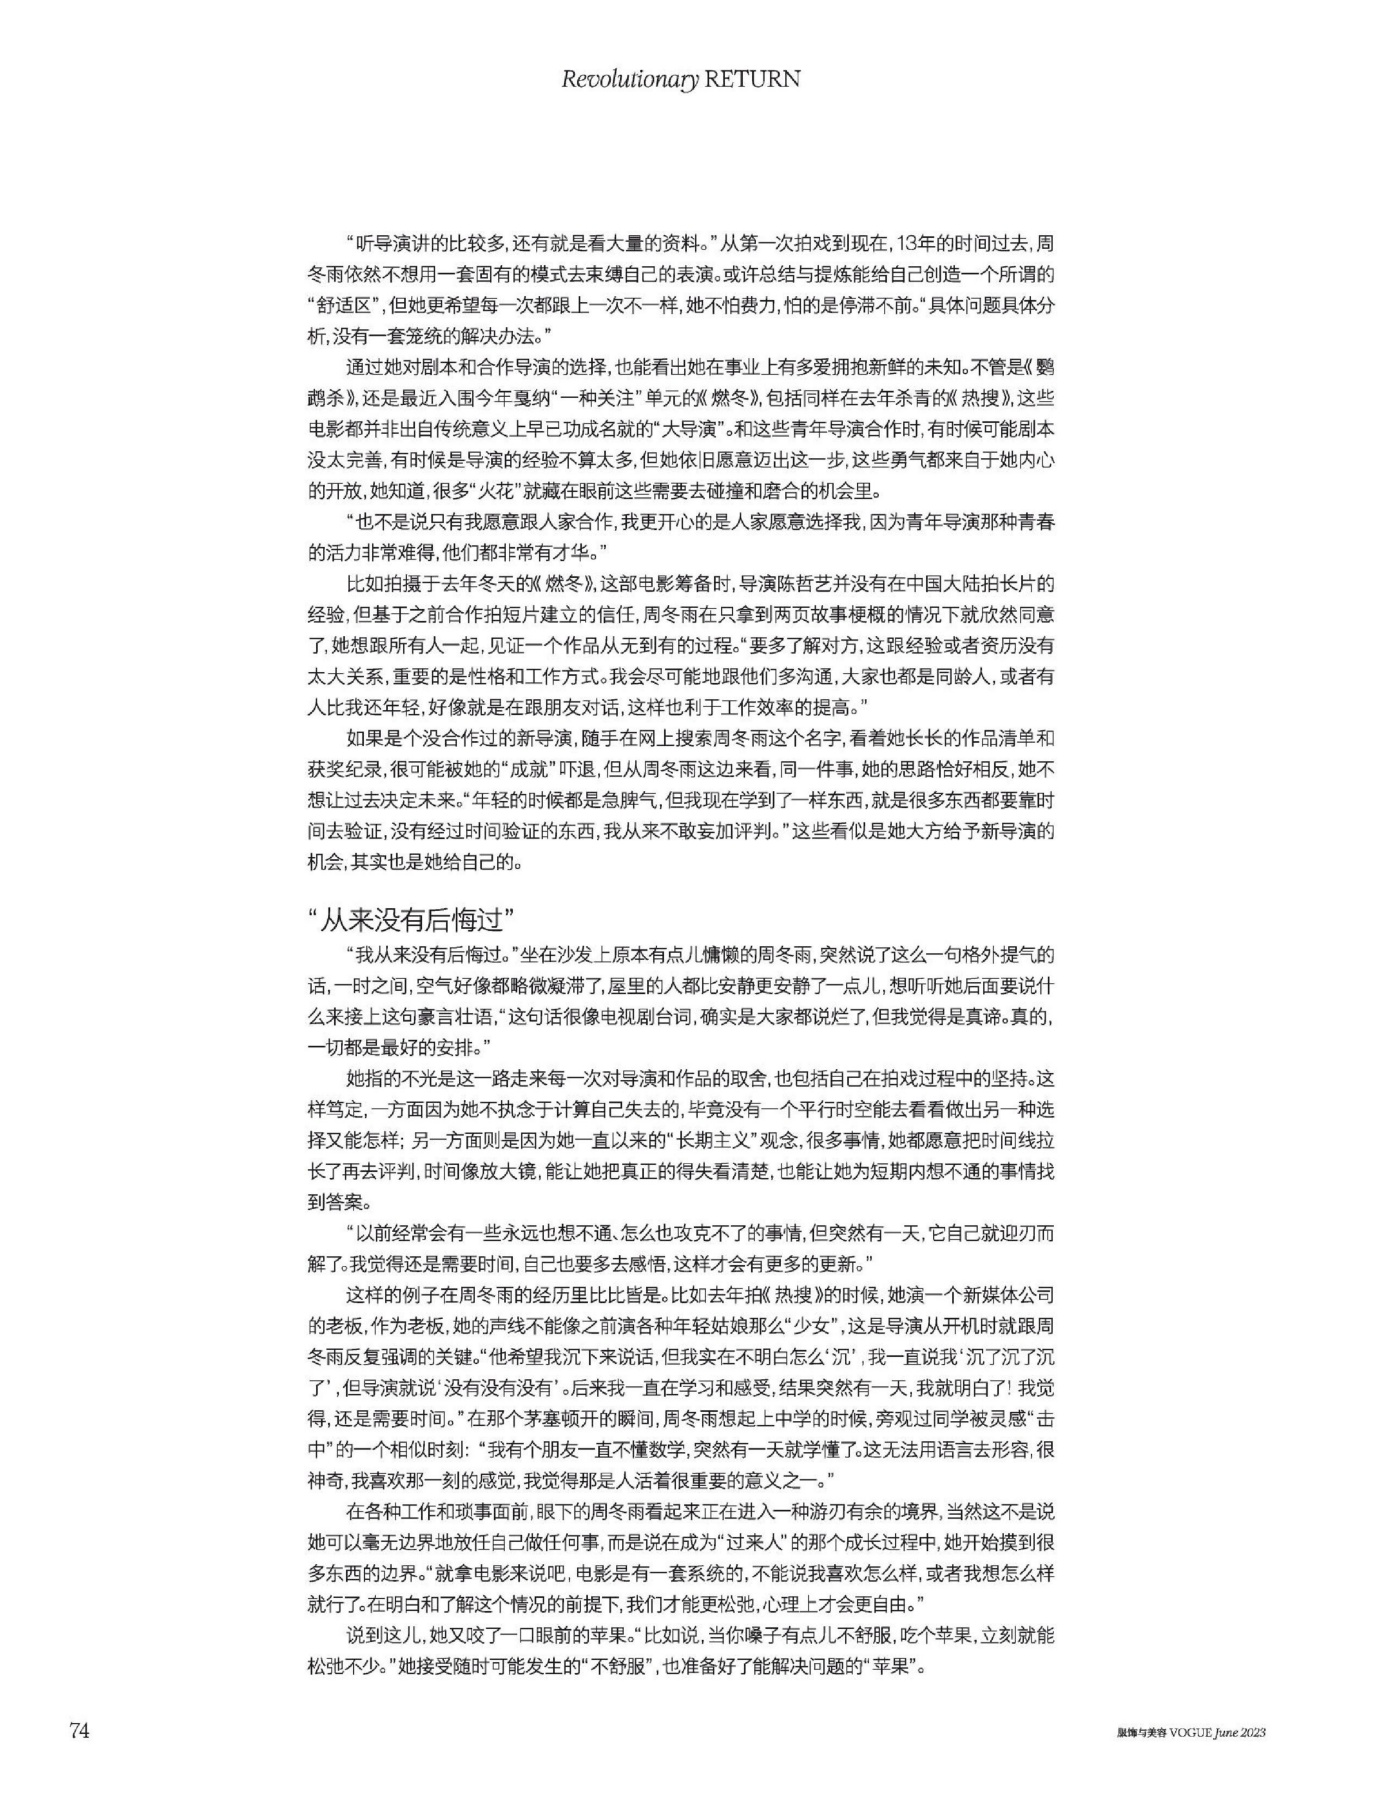 Revolutionary RETURN
“听导演讲的比较多,还有就是看大量的资料。”从第一次拍戏到现在,13年的时间过去,周
冬雨依然不想用一套固有的模式去束缚自己的表演。或许总结与提炼能给自己创造一个所谓的
“舒适区”,但她更希望每一次都跟上一次不一样,她不怕费力,怕的是停滞不前。“具体问题具体分
析,没有一套笼统的解决办法。”
通过她对剧本和合作导演的选择,也能看出她在事业上有多爱拥抱新鲜的未知。不管是《鹦
鹉杀》,还是最近入围今年戛纳“一种关注”单元的《燃冬》,包括同样在去年杀青的《热搜》,这些
电影都并非出自传统意义上早已功成名就的“大导演”。和这些青年导演合作时,有时候可能剧本
没太完善,有时候是导演的经验不算太多,但她依旧愿意迈出这一步,这些勇气都来自于她内心
的开放,她知道,很多“火花”就藏在眼前这些需要去碰撞和磨合的机会里。
“也不是说只有我愿意跟人家合作,我更开心的是人家愿意选择我,因为青年导演那种青春
的活力非常难得,他们都非常有才华。”
比如拍摄于去年冬天的《燃冬》,这部电影筹备时,导演陈哲艺并没有在中国大陆拍长片的
经验,但基于之前合作拍短片建立的信任,周冬雨在只拿到两页故事梗概的情况下就欣然同意
了,她想跟所有人一起,见证一个作品从无到有的过程。“要多了解对方,这跟经验或者资历没有
太大关系,重要的是性格和工作方式。我会尽可能地跟他们多沟通,大家也都是同龄人,或者有
人比我还年轻,好像就是在跟朋友对话,这样也利于工作效率的提高。”
如果是个没合作过的新导演,随手在网上搜索周冬雨这个名字,看着她长长的作品清单和
获奖纪录,很可能被她的“成就”吓退,但从周冬雨这边来看,同一件事,她的思路恰好相反,她不
想让过去决定未来。“年轻的时候都是急脾气,但我现在学到了一样东西,就是很多东西都要靠时
间去验证,没有经过时间验证的东西,我从来不敢妄加评判。”这些看似是她大方给予新导演的
机会,其实也是她给自己的。
“从来没有后悔过”
“我从来没有后悔过。”坐在沙发上原本有点儿慵懒的周冬雨,突然说了这么一句格外提气的
话,一时之间,空气好像都略微凝滞了,屋里的人都比安静更安静了一点儿,想听听她后面要说什
么来接上这句豪言壮语,“这句话很像电视剧台词,确实是大家都说烂了,但我觉得是真谛。真的,
一切都是最好的安排。”
她指的不光是这一路走来每一次对导演和作品的取舍,也包括自己在拍戏过程中的坚持。这
样笃定,一方面因为她不执念于计算自己失去的,毕竟没有一个平行时空能去看看做出另一种选
择又能怎样; 另一方面则是因为她一直以来的“长期主义”观念,很多事情,她都愿意把时间线拉
长了再去评判,时间像放大镜,能让她把真正的得失看清楚,也能让她为短期内想不通的事情找
到答案。
“以前经常会有一些永远也想不通、怎么也攻克不了的事情,但突然有一天,它自己就迎刃而
解了。我觉得还是需要时间,自己也要多去感悟,这样才会有更多的更新。”
这样的例子在周冬雨的经历里比比皆是。比如去年拍《热搜》的时候,她演一个新媒体公司
的老板,作为老板,她的声线不能像之前演各种年轻姑娘那么“少女”,这是导演从开机时就跟周
冬雨反复强调的关键。“他希望我沉下来说话,但我实在不明白怎么‘沉’,我一直说我‘沉了沉了沉
了’,但导演就说‘没有没有没有’。后来我一直在学习和感受,结果突然有一天,我就明白了! 我觉
得,还是需要时间。”在那个茅塞顿开的瞬间,周冬雨想起上中学的时候,旁观过同学被灵感“击
中”的一个相似时刻: “我有个朋友一直不懂数学,突然有一天就学懂了。这无法用语言去形容,很
神奇,我喜欢那一刻的感觉,我觉得那是人活着很重要的意义之一。”
在各种工作和琐事面前,眼下的周冬雨看起来正在进入一种游刃有余的境界,当然这不是说
她可以毫无边界地放任自己做任何事,而是说在成为“过来人”的那个成长过程中,她开始摸到很
多东西的边界。“就拿电影来说吧,电影是有一套系统的,不能说我喜欢怎么样,或者我想怎么样
就行了。在明白和了解这个情况的前提下,我们才能更松弛,心理上才会更自由。”
说到这儿,她又咬了一口眼前的苹果。“比如说,当你嗓子有点儿不舒服,吃个苹果,立刻就能
松弛不少。”她接受随时可能发生的“不舒服”,也准备好了能解决问题的“苹果”。
74
服饰与美容 VOGUE June 2023